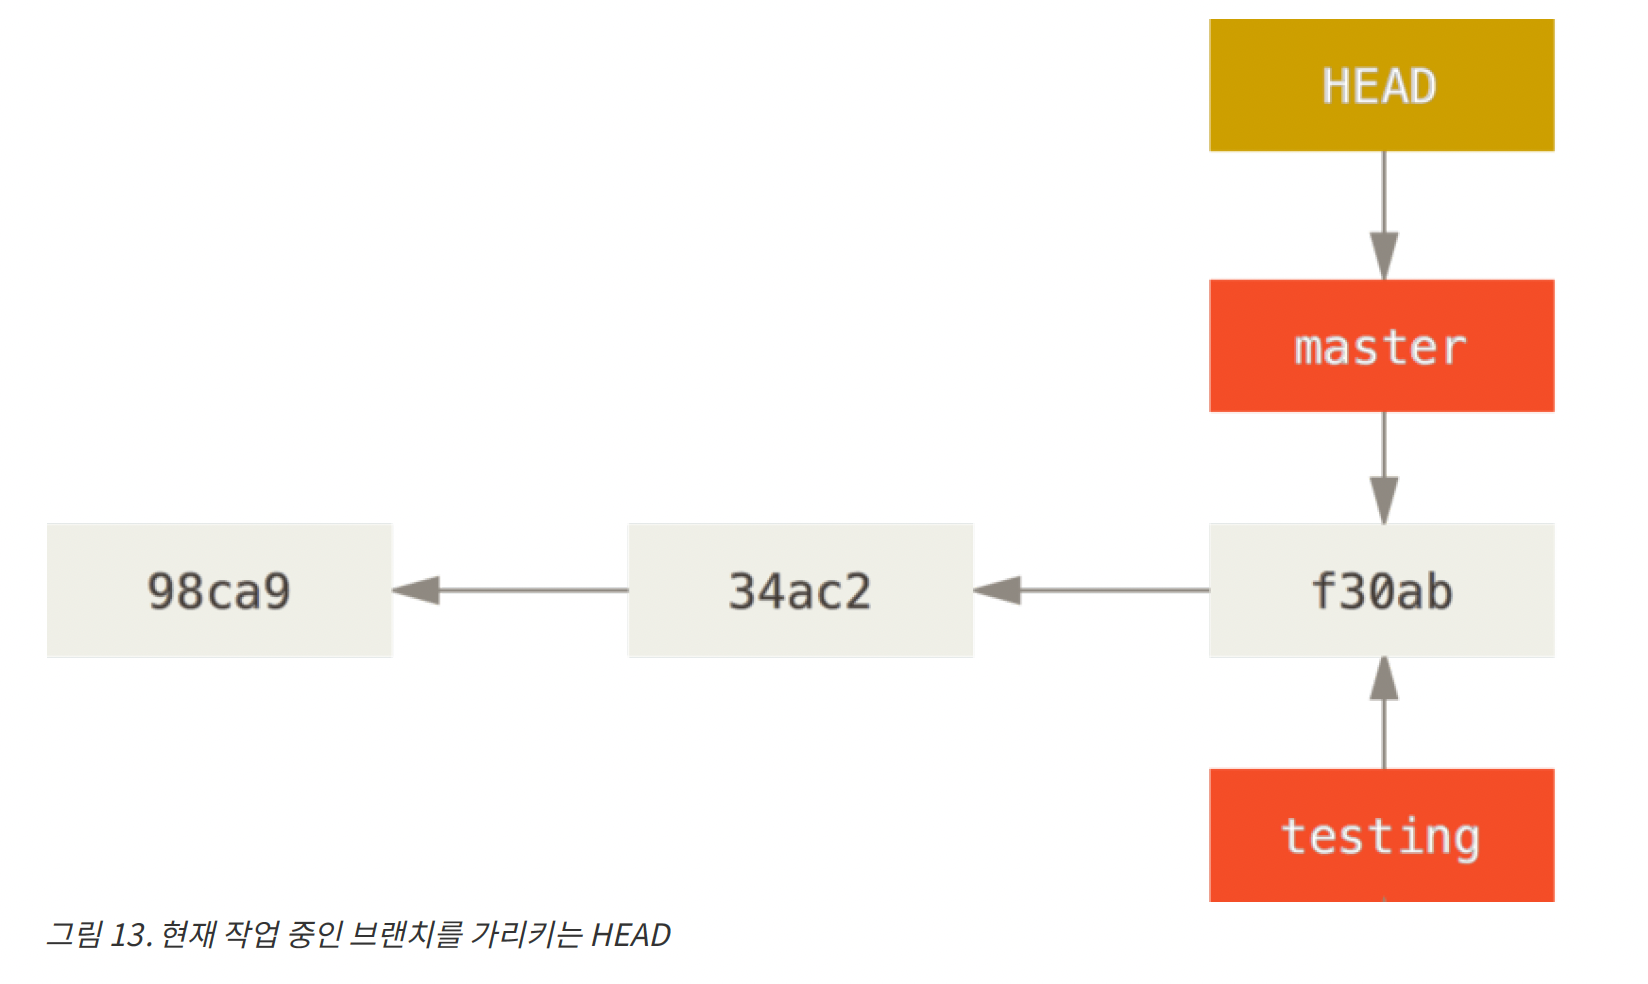 HEAD
master
98ca9
34ac2
f30ab
testing
그림 13. 현재 작업 중인 브랜치를 가리키는 HEAD